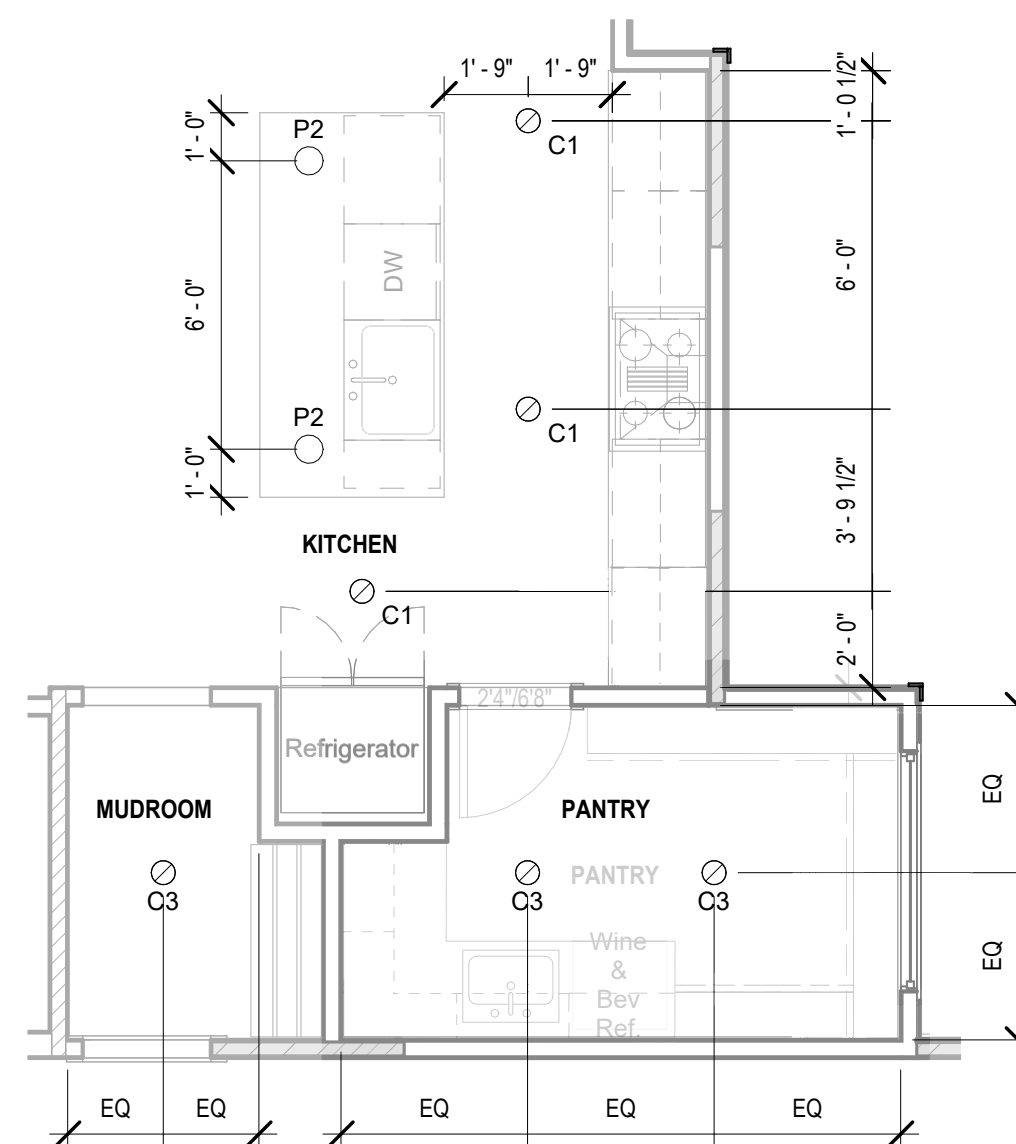 1' - 9" 1' - 9"
1' - 0"
P2
C1
1' - 0 1/2"
6' - 0"
DW
6' - 0"
P2
C1
1' - 0"
3' - 9 1/2"
KITCHEN
C1
2' - 0"
2'4"/6'8"
Refrigerator
MUDROOM
PANTRY
EQ
C3
C3
PANTRY
C3
Wine
&
Bev
Ref.
EQ
EQ EQ EQ EQ EQ